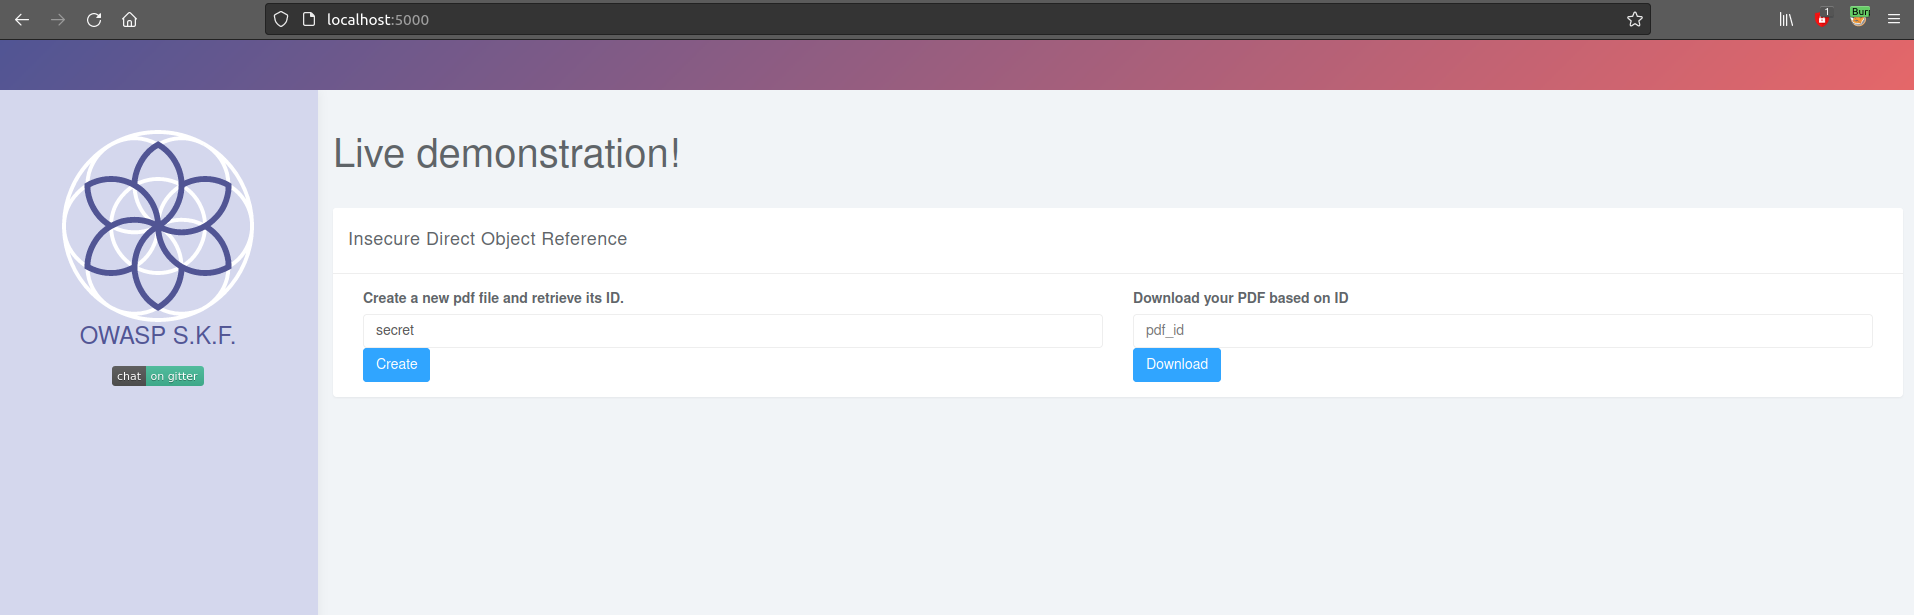 localhost:5000
1
Burp
OWASP S.K.F.
chat on gitter
Live demonstration!
Insecure Direct Object Reference
Create a new pdf file and retrieve its ID.
secret
Create
Download your PDF based on ID
pdf_id
Download